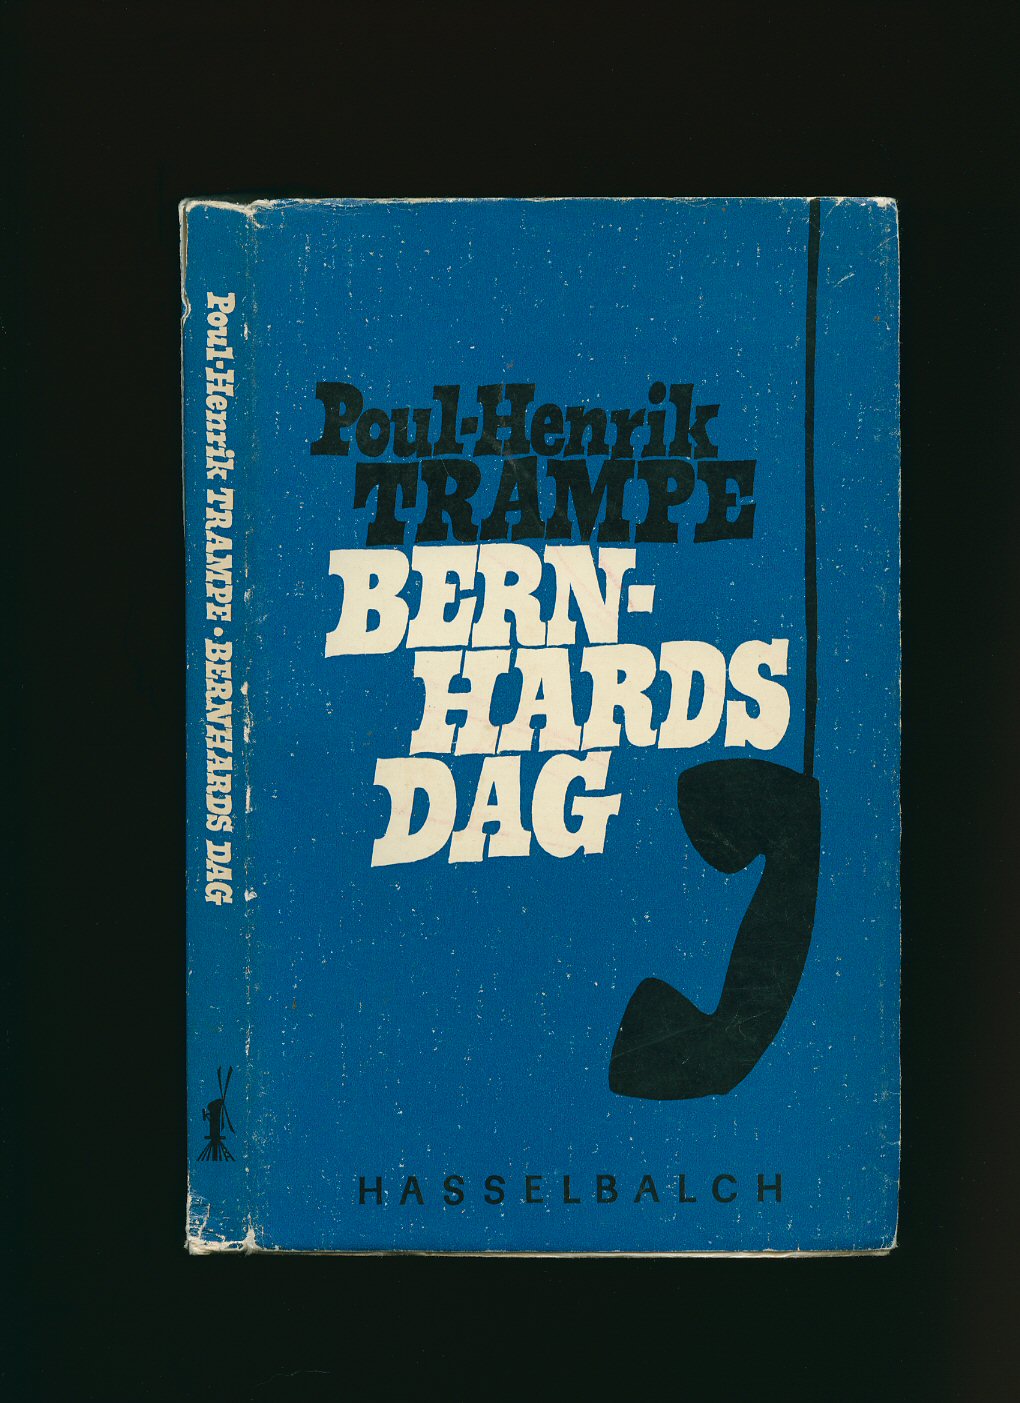 Poul-Henrik TRAMPE • BERNHARDS DAG
Poul-Henrik
TRAMPE
BERN-
HARDS
DAG
HASSELBALCH